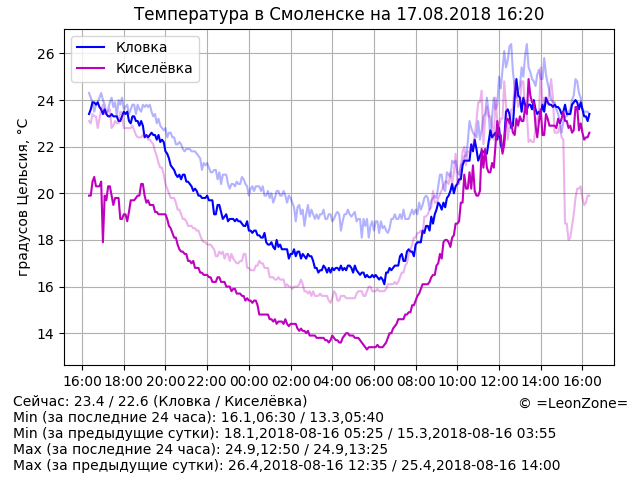 Температура в Смоленске на 17.08.2018 16:20
Кловка
Киселёвка
градусов Цельсия, °C
26
24
22
20
18
16
14
16:00 18:00 20:00 22:00 00:00 02:00 04:00 06:00 08:00 10:00 12:00 14:00 16:00
Сейчас: 23.4 / 22.6 (Кловка / Киселёвка)
© =LeonZone=
Min (за последние 24 часа): 16.1,06:30 / 13.3,05:40
Min (за предыдущие сутки): 18.1,2018-08-16 05:25 / 15.3,2018-08-16 03:55
Max (за последние 24 часа): 24.9,12:50 / 24.9,13:25
Max (за предыдущие сутки): 26.4,2018-08-16 12:35 / 25.4,2018-08-16 14:00